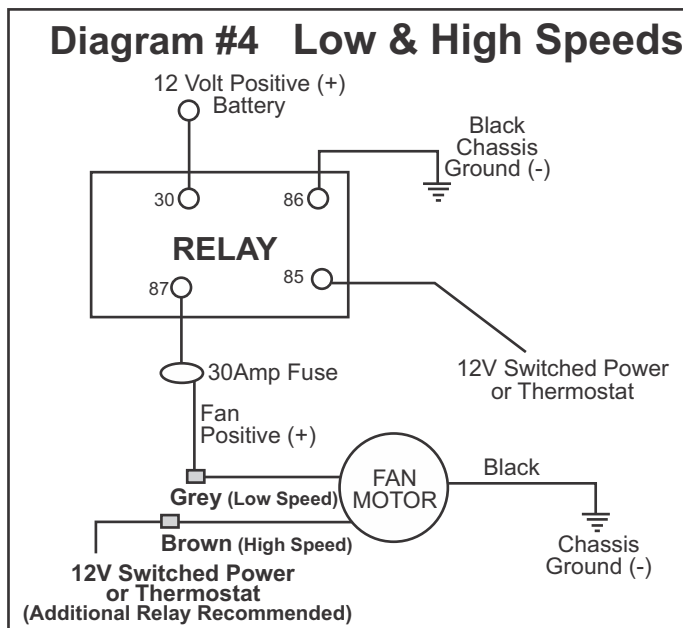 Diagram #4 Low & High Speeds
12 Volt Positive (+)
Battery
Black
Chassis
Ground (-)
30
86
RELAY
87
85
12V Switched Power
or Thermostat
30Amp Fuse
Fan
Positive (+)
FAN
MOTOR
Black
Grey (Low Speed)
Brown (High Speed)
Chassis
Ground (-)
12V Switched Power
or Thermostat
(Additional Relay Recommended)